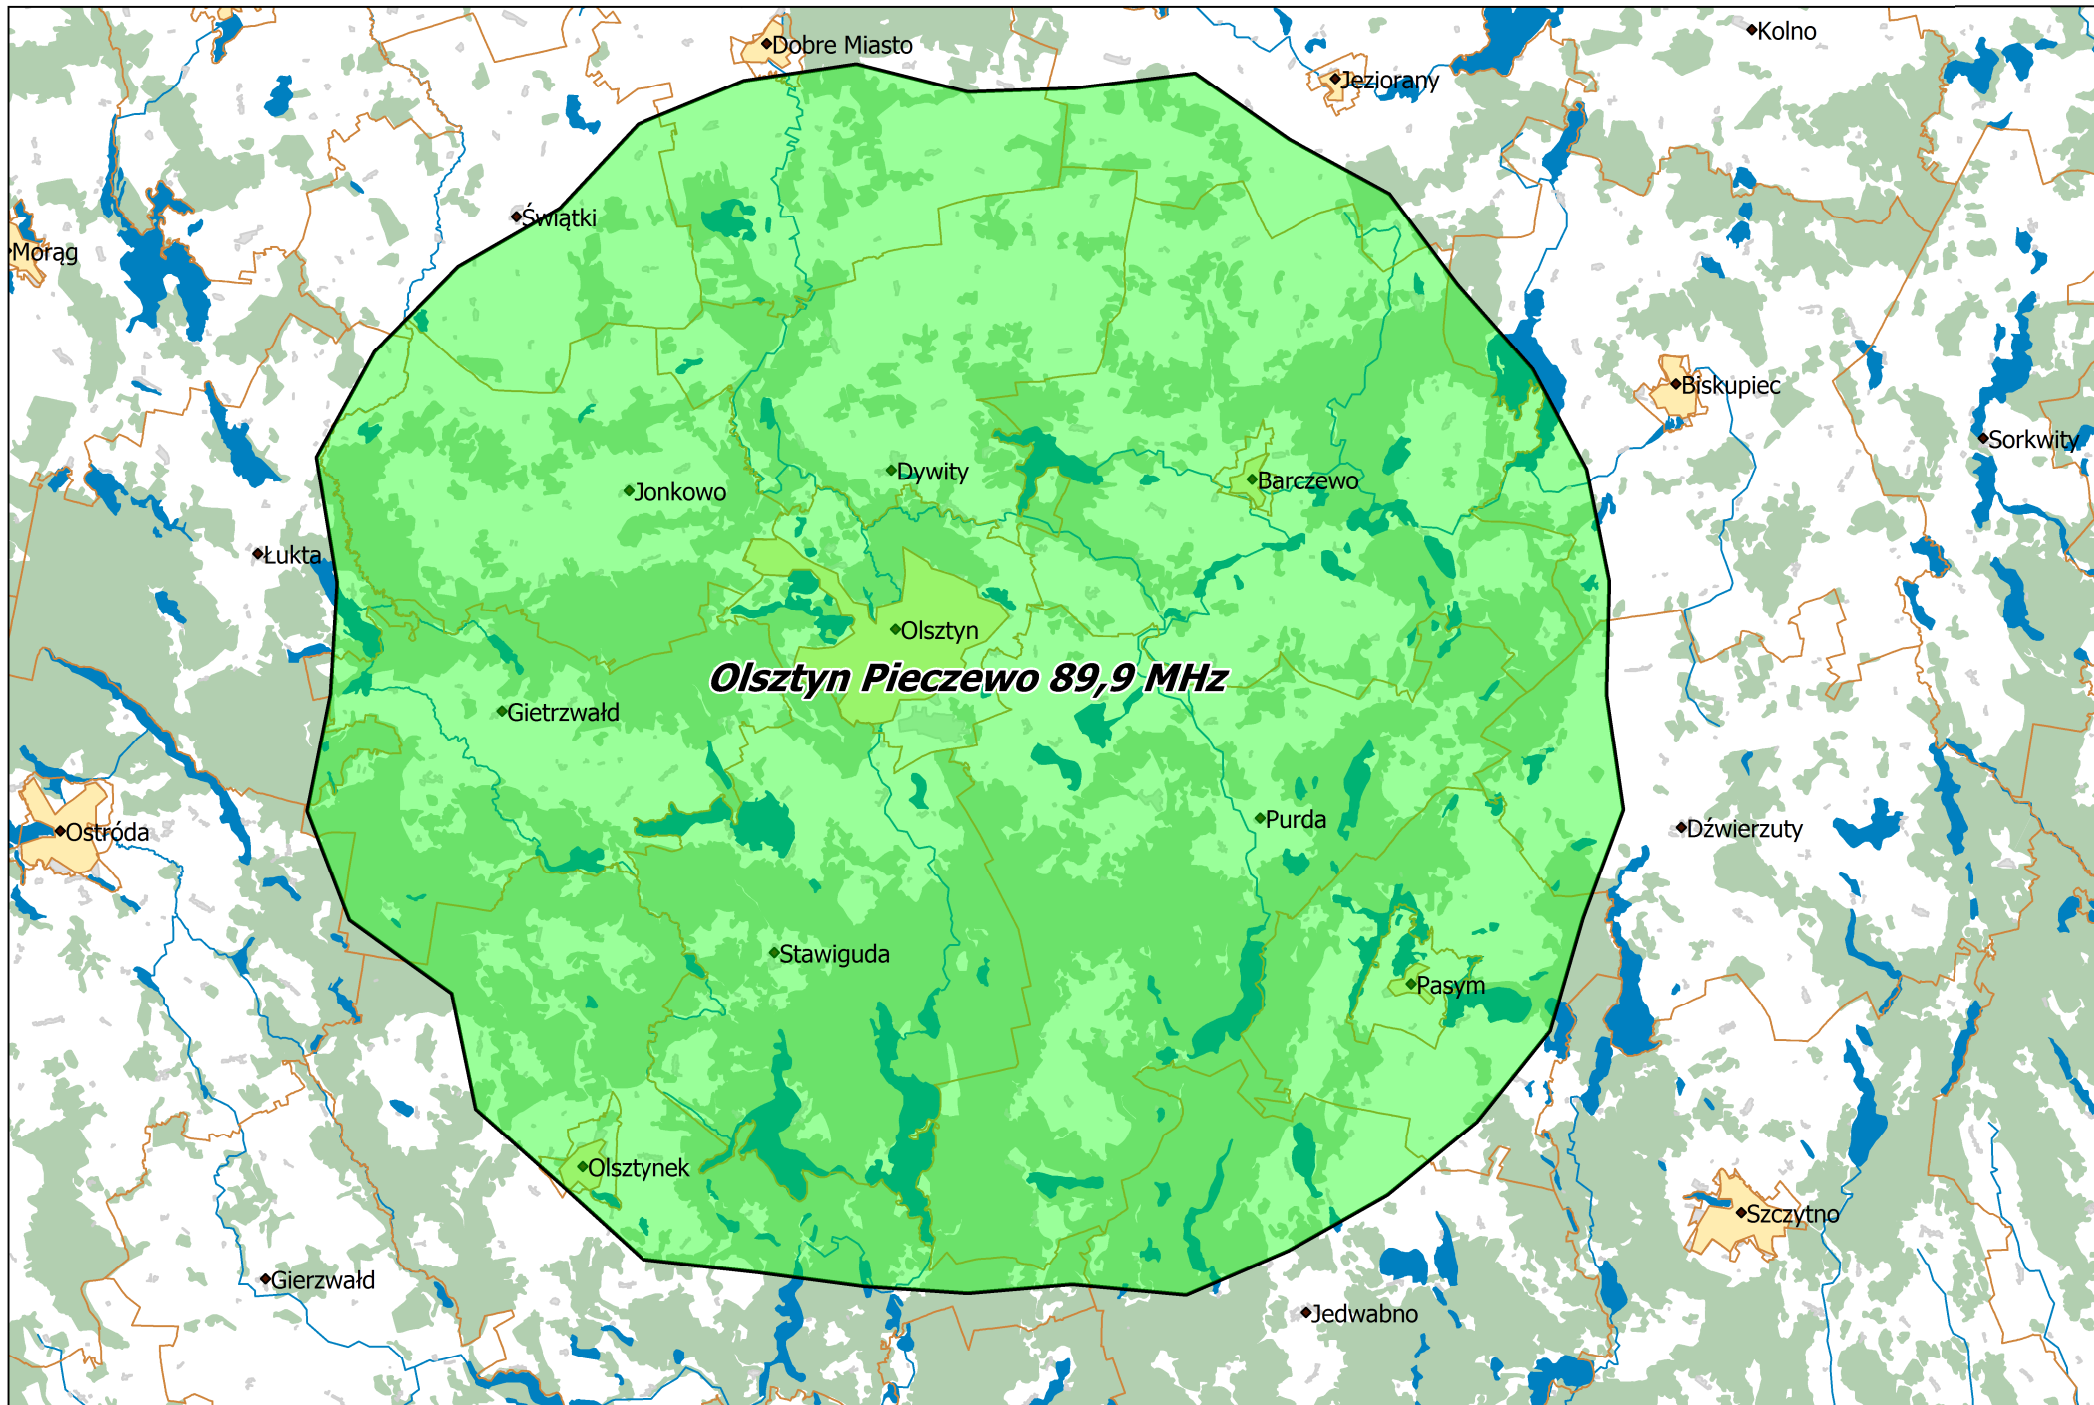 Kolno
Dobre Miasto
Jeziorany
Świątki
Morąg
Biskupiec
Sorkwity
Dywity
Barczewo
Jonkowo
Łukta
Olsztyn
Olsztyn Pieczewo 89,9 MHz
Gietrzwałd
Purda
Dźwierzuty
Ostróda
Stawiguda
Pasym
Olsztynek
Szczytno
Gierzwałd
Jedwabno